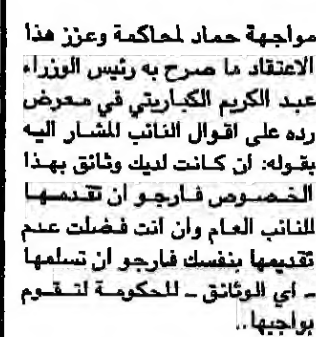 مواجهة حماد لمحاكمة وعزز هذا
الاعتقاد ما صرح به رئيس الوزراء
عبد الكريم الكباريتي في معرض
رده على اقوال النائب المشار اليه
بقوله: ان كانت لديك وثائق بهذا
الخصوص فارجو ان تقدمها
للنائب العام وان انت فضلت عدم
تقديمها بنفسك فارجو ان تسلمها
ـ اي الوثائق ـ للحكومة لتقوم
بواجبها..